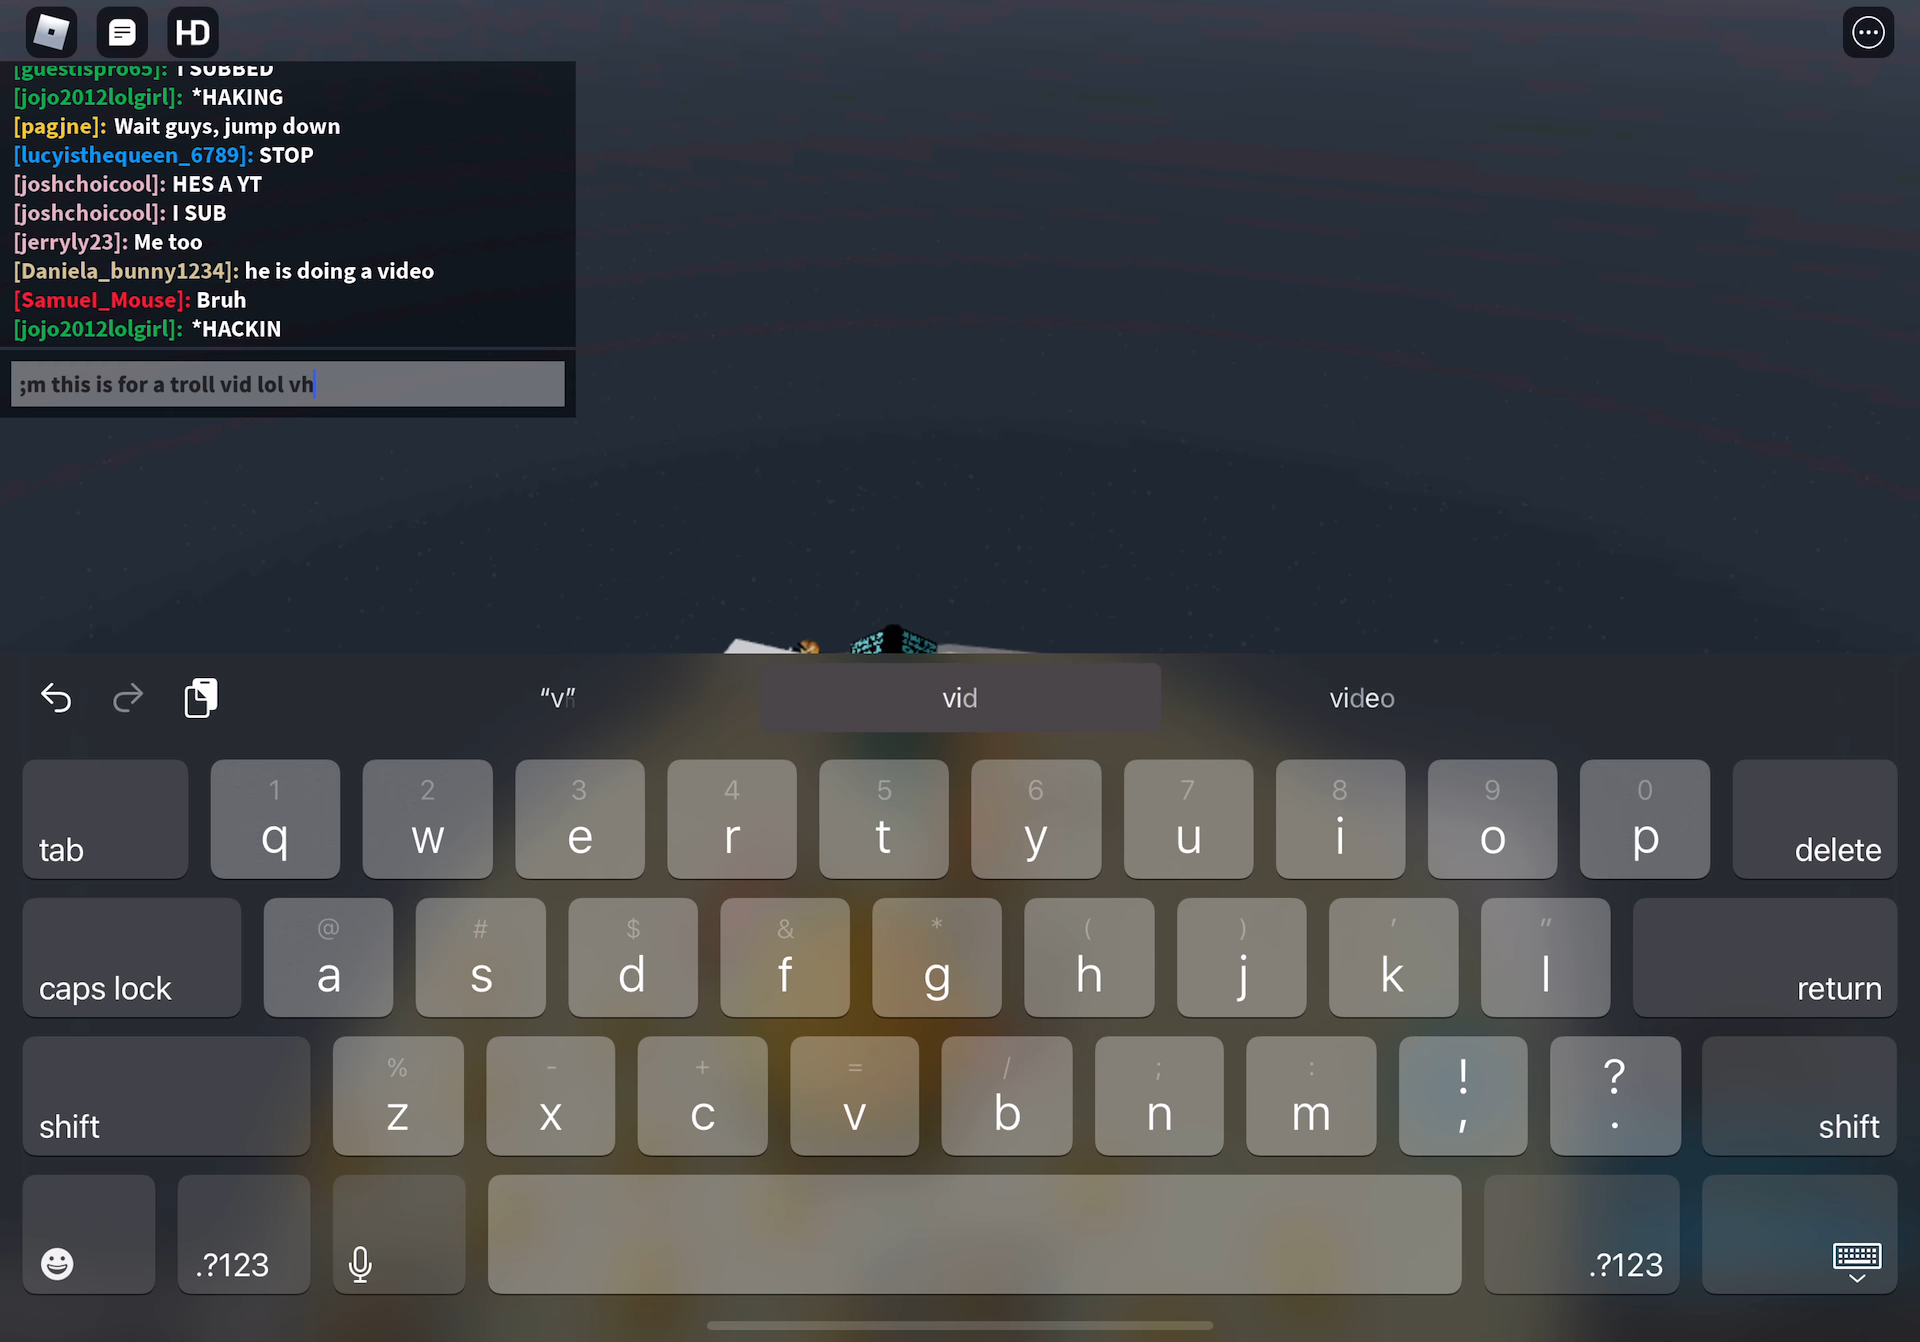 HD
[guestispro65]: I SUBBED
[jojo2012lolgirl]: *HAKING
[pagjne]: Wait guys, jump down
[lucyisthequeen_6789]: STOP
[joshchoicool]: HES A YT
[joshchoicool]: I SUB
[jerryly23]: Me too
[Daniela_bunny1234]: he is doing a video
[Samuel_Mouse]: Bruh
[jojo2012lolgirl]: *HACKIN
;m this is for a troll vid lol vh
“vh” vid video
1 2 3 4 5 6 7 8 9 0
tab q w e r t y u i o p delete
@ # $ & * ( ) ' "
caps lock a s d f g h j k l return
% - + = / ; : ! ?
shift z x c v b n m , . shift
.?123 .?123